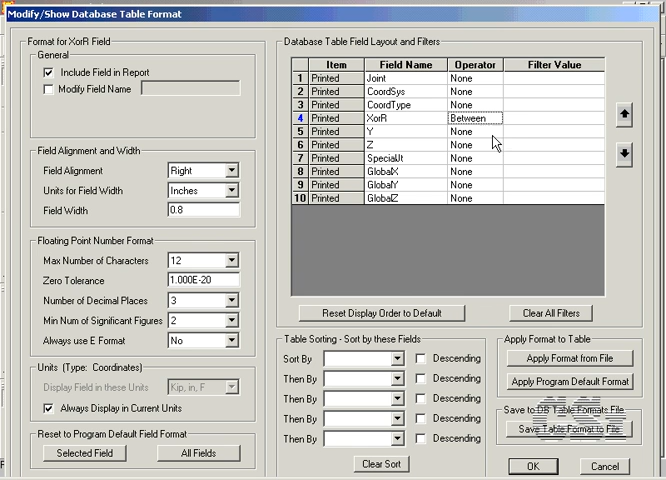 Modify/Show Database Table Format
Format for XorR Field
General
Include Field in Report
Modify Field Name
Field Alignment and Width
Field Alignment Right
Units for Field Width Inches
Field Width 0.8
Floating Point Number Format
Max Number of Characters 12
Zero Tolerance 1.000E-20
Number of Decimal Places 3
Min Num of Significant Figures 2
Always use E Format No
Units (Type: Coordinates)
Display Field in these Units Kip, in, F
Always Display in Current Units
Reset to Program Default Field Format
Selected Field All Fields
Database Table Field Layout and Filters
Item Field Name Operator Filter Value
1 Printed Joint None
2 Printed CoordSys None
3 Printed CoordType None
4 Printed XorR Between
5 Printed Y None
6 Printed Z None
7 Printed SpecialJt None
8 Printed GlobalX None
9 Printed GlobalY None
10 Printed GlobalZ None
Reset Display Order to Default Clear All Filters
Table Sorting - Sort by these Fields
Sort By Descending
Then By Descending
Then By Descending
Then By Descending
Then By Descending
Clear Sort
Apply Format to Table
Apply Format from File
Apply Program Default Format
Save to DB Table Formats File
Save Table Format to File
CSI
OK Cancel